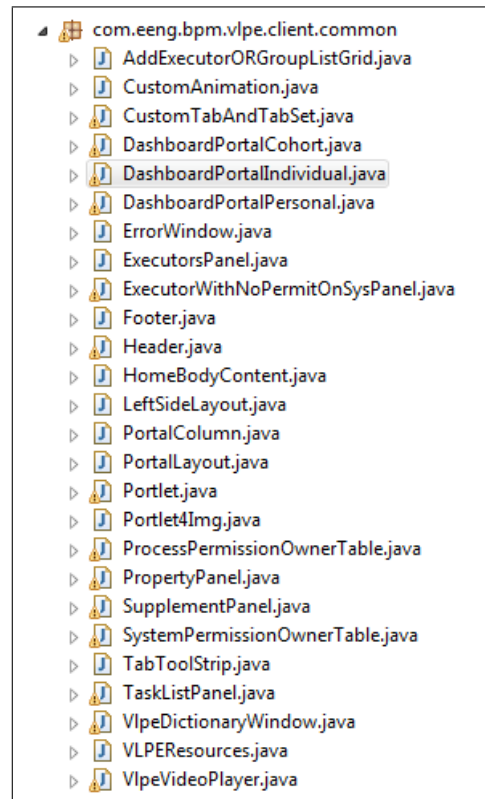 com.eeng.bpm.vlpe.client.common
AddExecutorORGroupListGrid.java
CustomAnimation.java
CustomTabAndTabSet.java
DashboardPortalCohort.java
DashboardPortalIndividual.java
DashboardPortalPersonal.java
ErrorWindow.java
ExecutorsPanel.java
ExecutorWithNoPermitOnSysPanel.java
Footer.java
Header.java
HomeBodyContent.java
LeftSideLayout.java
PortalColumn.java
PortalLayout.java
Portlet.java
Portlet4Img.java
ProcessPermissionOwnerTable.java
PropertyPanel.java
SupplementPanel.java
SystemPermissionOwnerTable.java
TabToolStrip.java
TaskListPanel.java
VlpeDictionaryWindow.java
VLPEResources.java
VlpeVideoPlayer.java